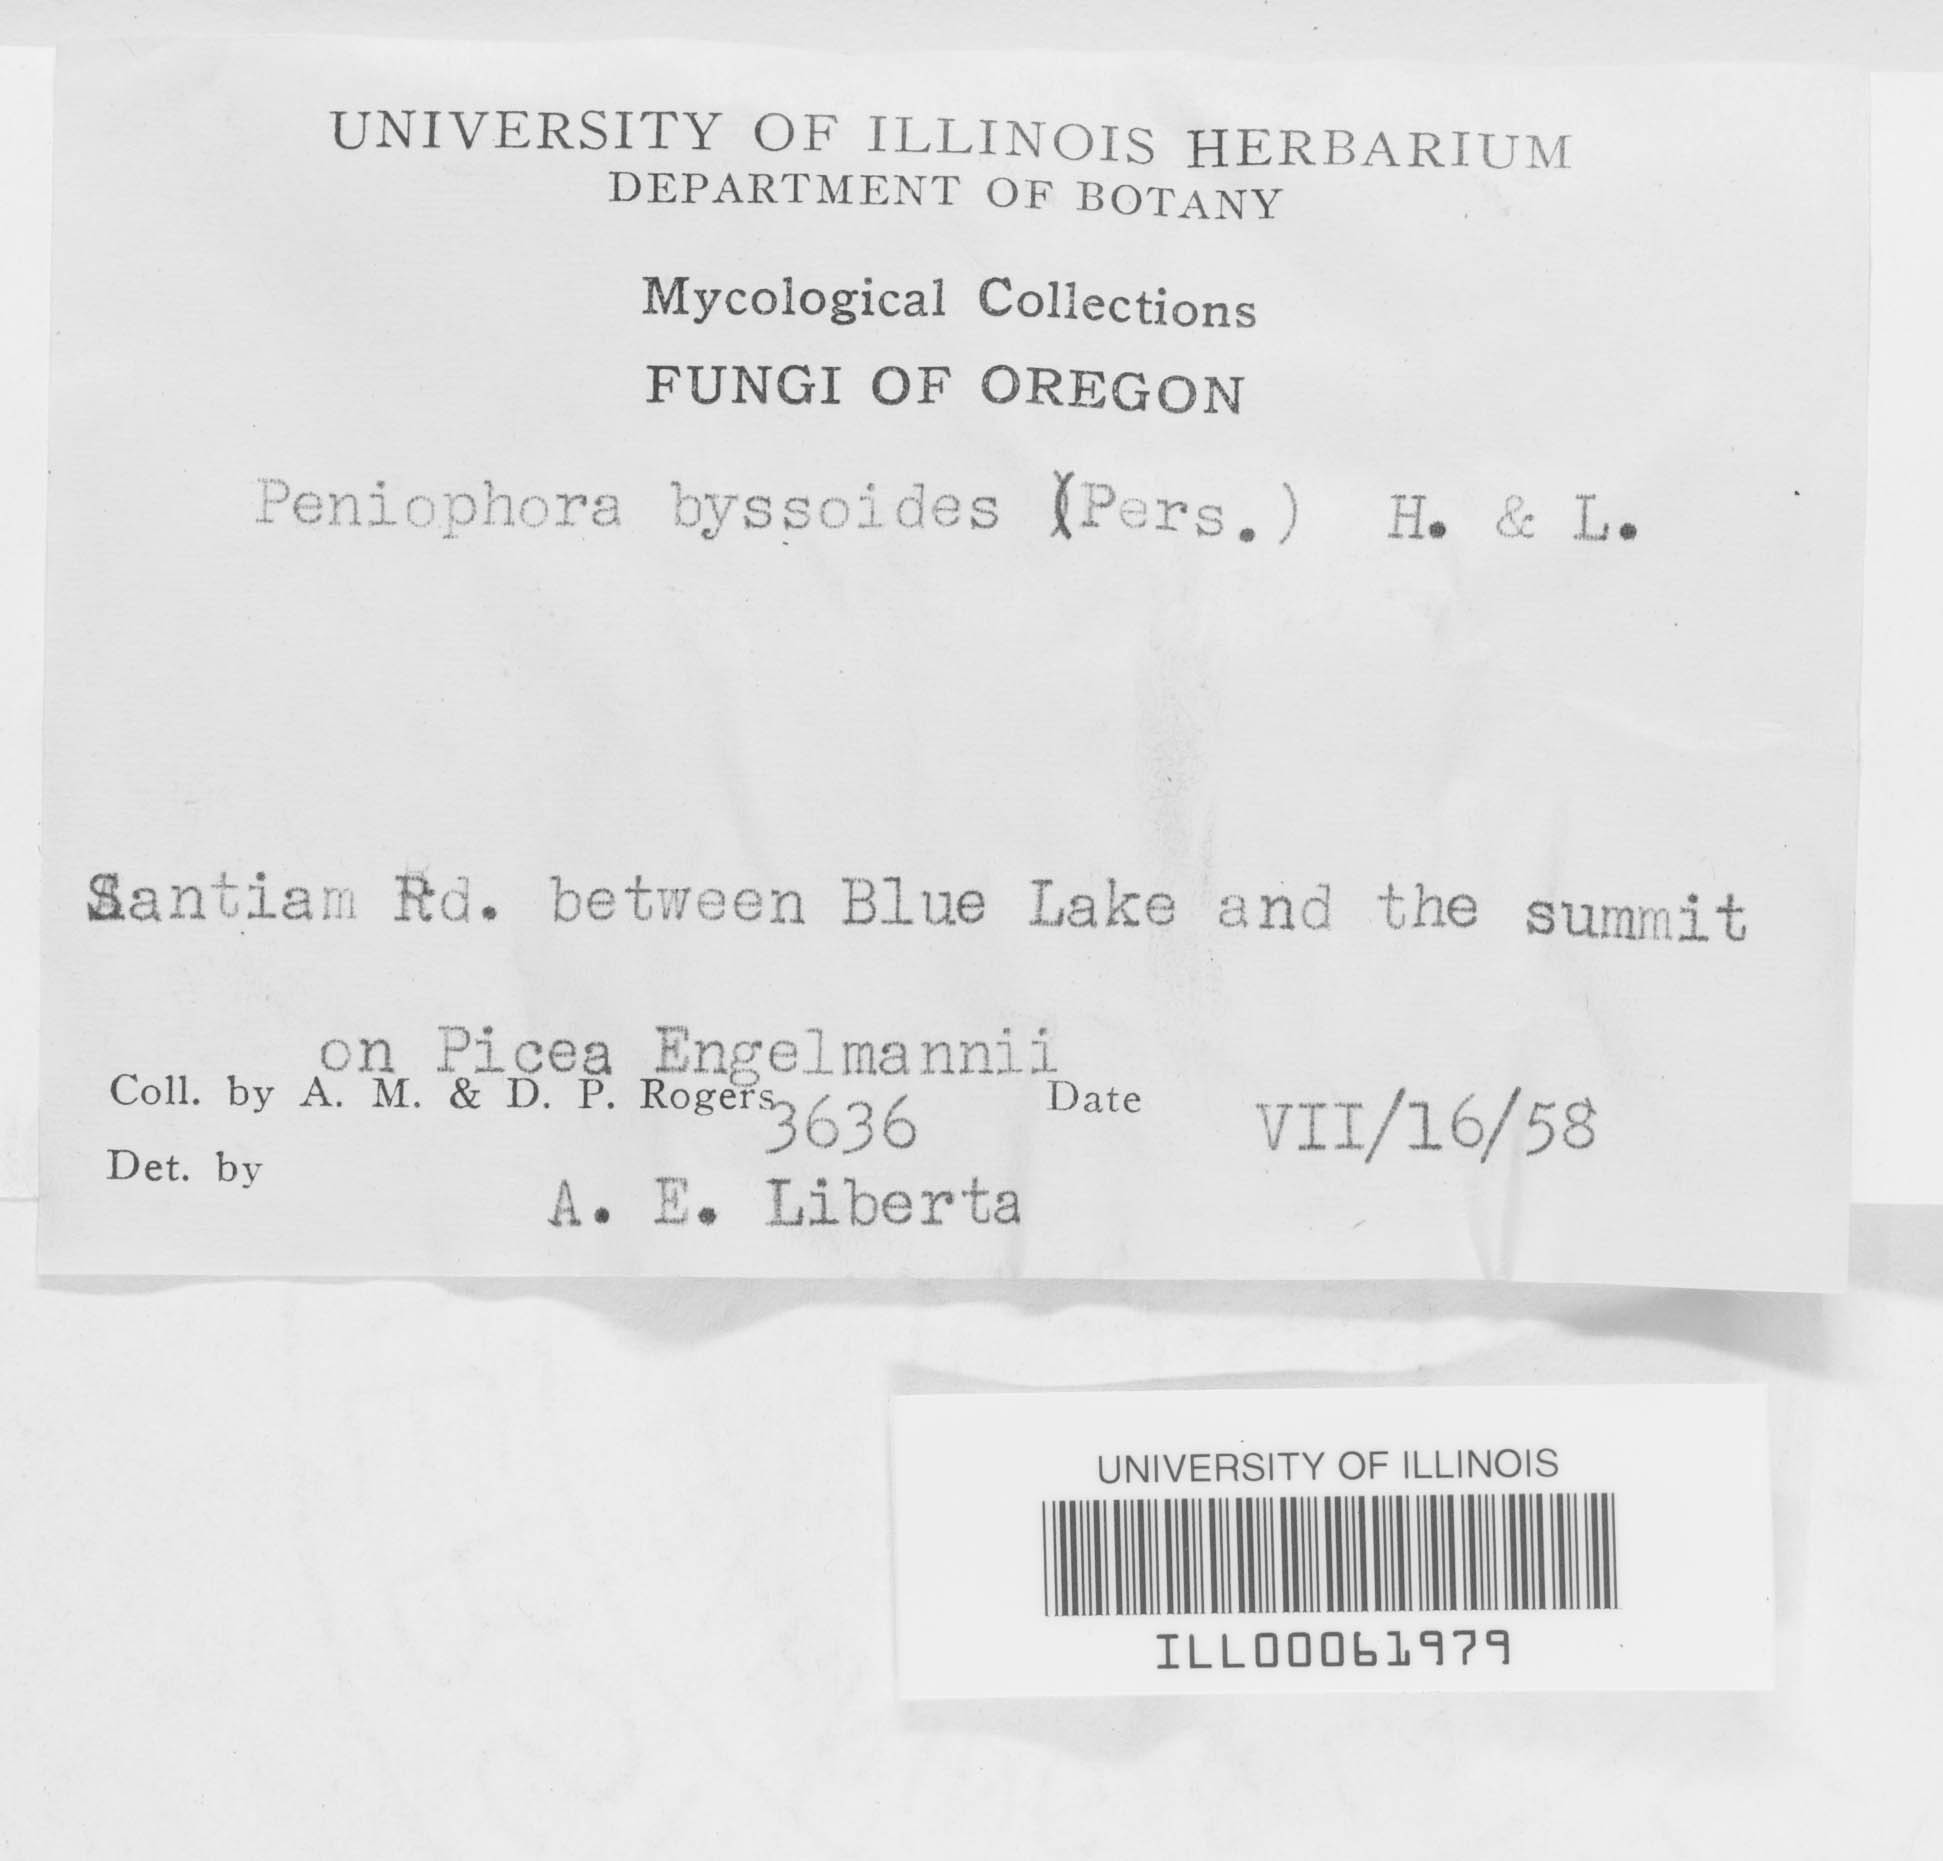 UNIVERSITY OF ILLINOIS HERBARIUM
DEPARTMENT OF BOTANY
Mycological Collections
FUNGI OF OREGON
Peniophora byssoides (Pers.) H. & L.
Santiam Rd. between Blue Lake and the summit
on Picea Engelmannii
Coll. by A. M. & D. P. Rogers 3636 Date VII/16/58
Det. by A. E. Liberta
UNIVERSITY OF ILLINOIS
ILL00061979